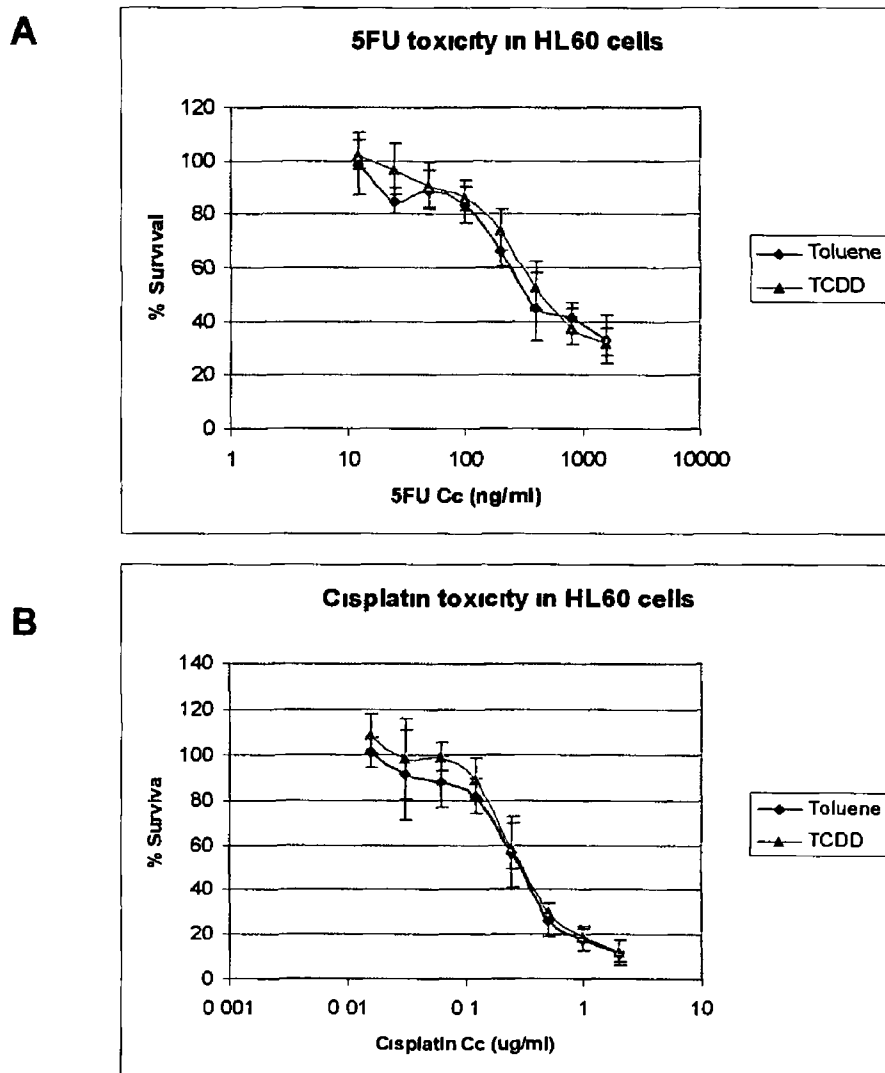 A
5FU toxicity in HL60 cells
120
100
80
60
40
20
0
% Survival
1 10 100 1000 10000
5FU Cc (ng/ml)
Toluene
TCDD
B
Cisplatin toxicity in HL60 cells
140
120
100
80
60
40
20
0
% Surviva
0 001 0 01 0 1 1 10
Cisplatin Cc (ug/ml)
Toluene
TCDD